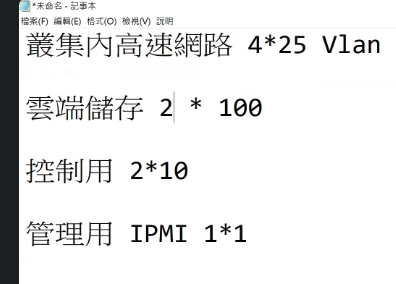 *未命名 - 記事本
檔案(F) 編輯(E) 格式(O) 檢視(V) 說明
叢集內高速網路 4*25 Vlan
雲端儲存 2 * 100
控制用 2*10
管理用 IPMI 1*1